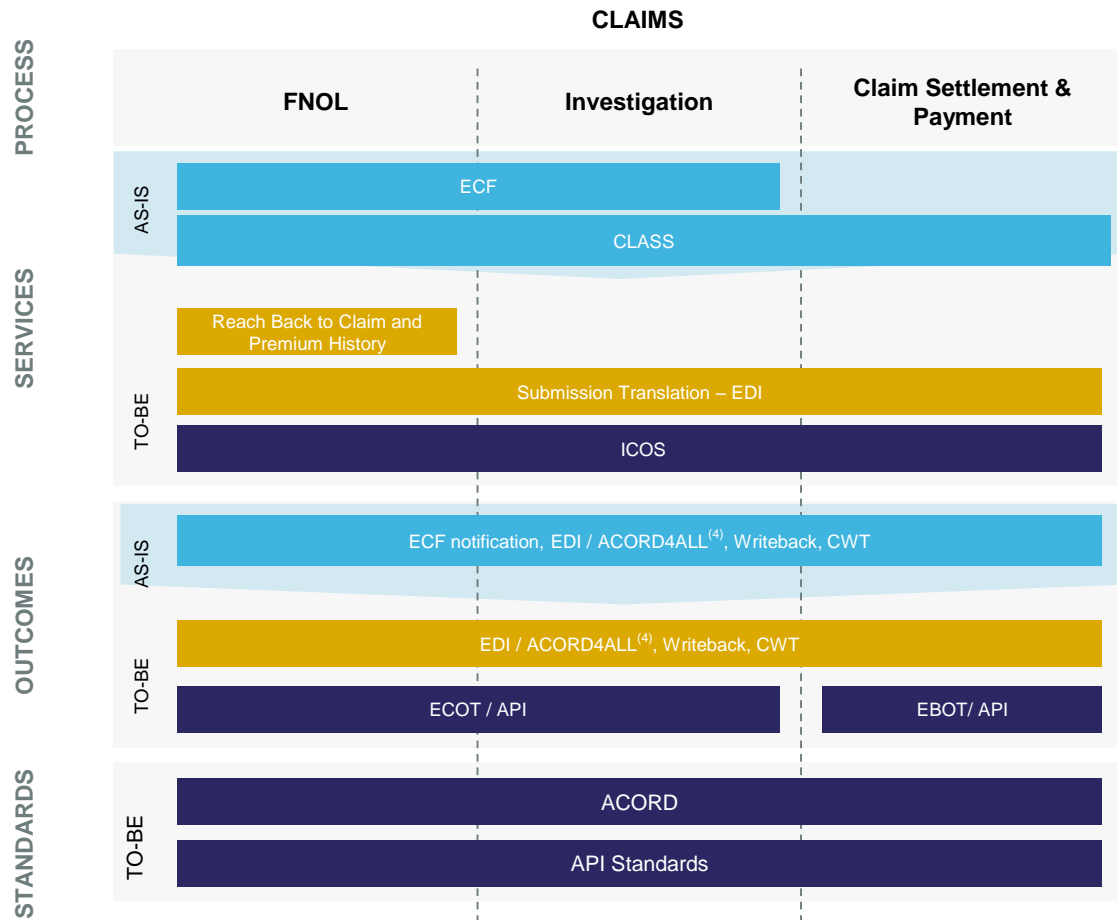 CLAIMS
PROCESS
FNOL
Investigation
Claim Settlement &
Payment
SERVICES
AS-IS
ECF
CLASS
TO-BE
Reach Back to Claim and
Premium History
Submission Translation – EDI
ICOS
OUTCOMES
AS-IS
ECF notification, EDI / ACORD4ALL(4), Writeback, CWT
TO-BE
EDI / ACORD4ALL(4), Writeback, CWT
ECOT / API
EBOT/ API
STANDARDS
TO-BE
ACORD
API Standards